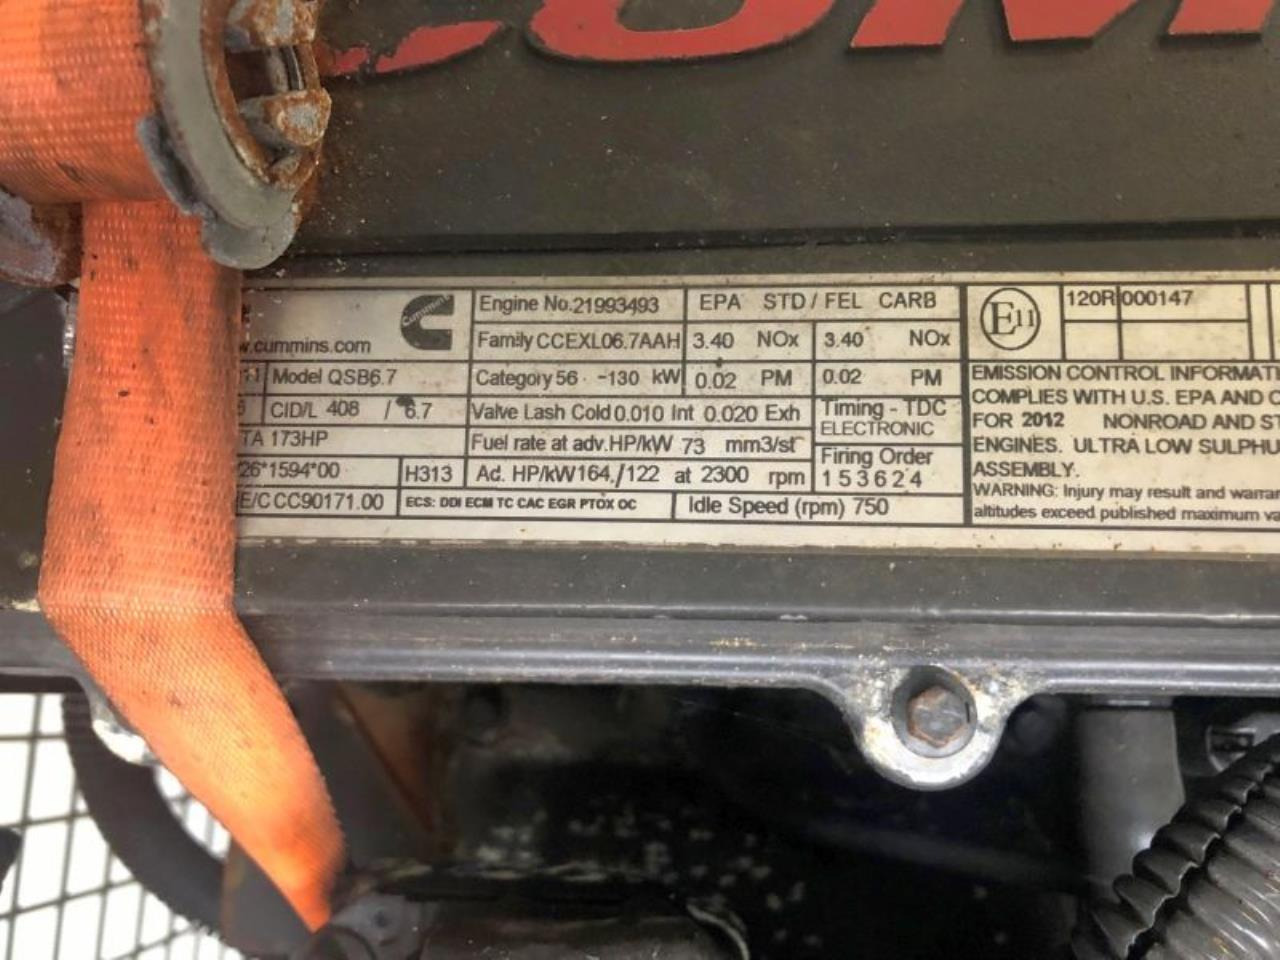 CUM
Cummins
Engine No.21993493
EPA STD / FEL CARB
E11
120R 000147
w.cummins.com
Family CCEXL06.7AAH
3.40 NOx
3.40 NOx
Model QSB6.7
Category 56 -130 kW
0.02 PM
0.02 PM
EMISSION CONTROL INFORMATI
CID/L 408 / 6.7
Valve Lash Cold 0.010 Int 0.020 Exh
Timing - TDC
ELECTRONIC
COMPLIES WITH U.S. EPA AND C
FOR 2012 NONROAD AND ST
TA 173HP
Fuel rate at adv.HP/kW 73 mm3/st
Firing Order
153624
ENGINES. ULTRA LOW SULPHU
ASSEMBLY.
26*1594*00
H313
Ad. HP/kW164./122 at 2300 rpm
E/C CC90171.00
ECS: DDI ECM TC CAC EGR PTOX OC
Idle Speed (rpm) 750
WARNING: Injury may result and warran
altitudes exceed published maximum va